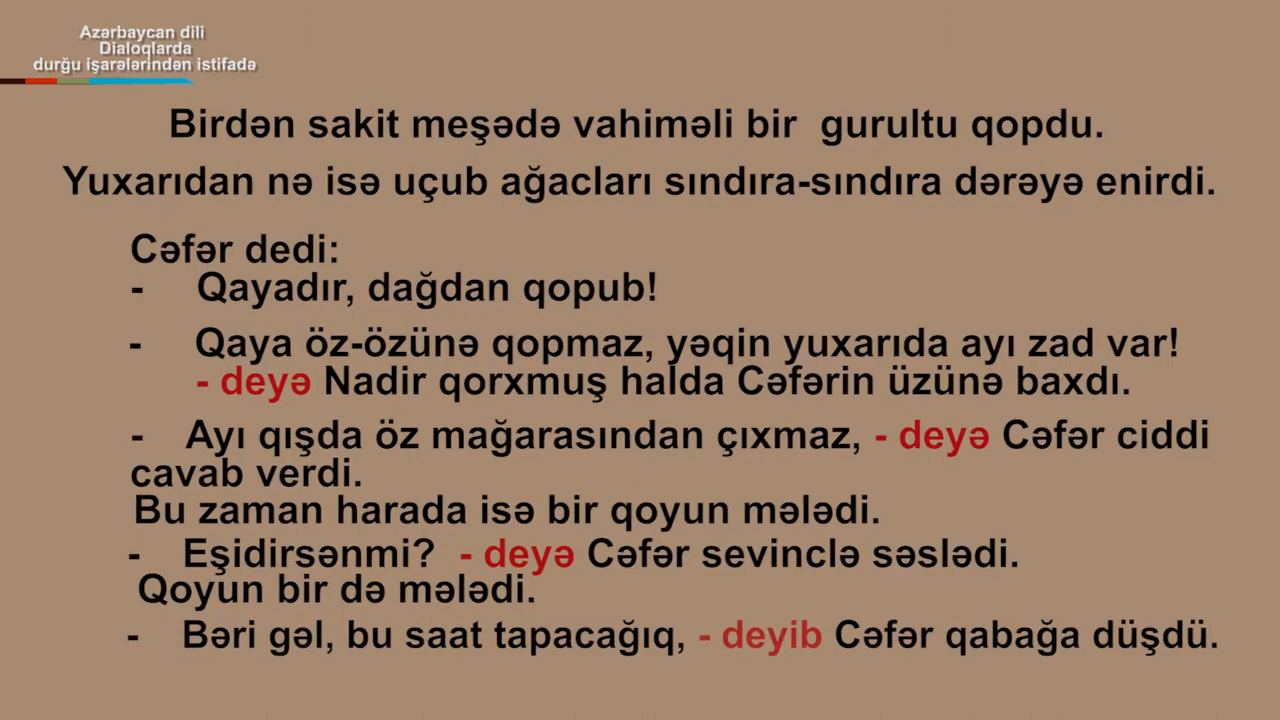 Azərbaycan dili
Dialoqlarda
durğu işarələrindən istifadə
Birdən sakit meşədə vahiməli bir  gurultu qopdu.
Yuxarıdan nə isə uçub ağacları sındıra-sındıra dərəyə enirdi.
Cəfər dedi:
- Qayadır, dağdan qopub!
- Qaya öz-özünə qopmaz, yəqin yuxarıda ayı zad var!
- deyə Nadir qorxmuş halda Cəfərin üzünə baxdı.
- Ayı qışda öz mağarasından çıxmaz, - deyə Cəfər ciddi
cavab verdi.
Bu zaman harada isə bir qoyun mələdi.
- Eşidirsənmi?  - deyə Cəfər sevinclə səslədi.
Qoyun bir də mələdi.
- Bəri gəl, bu saat tapacağıq, - deyib Cəfər qabağa düşdü.